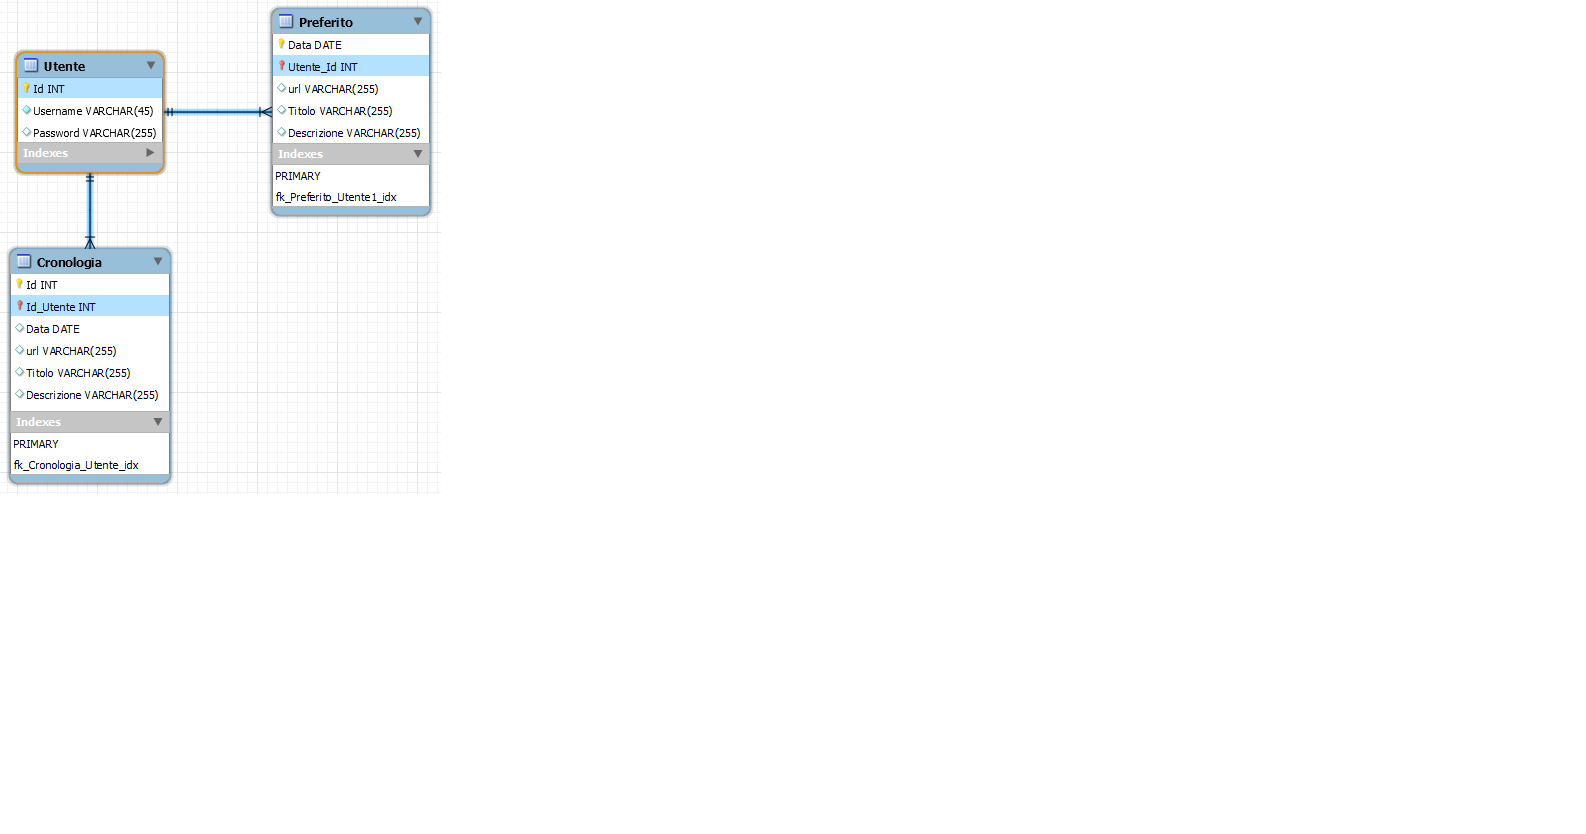 Utente
Id INT
Username VARCHAR(45)
Password VARCHAR(255)
Indexes
Preferito
Data DATE
Utente_Id INT
url VARCHAR(255)
Titolo VARCHAR(255)
Descrizione VARCHAR(255)
Indexes
PRIMARY
fk_Preferito_Utente1_idx
Cronologia
Id INT
Id_Utente INT
Data DATE
url VARCHAR(255)
Titolo VARCHAR(255)
Descrizione VARCHAR(255)
Indexes
PRIMARY
fk_Cronologia_Utente_idx